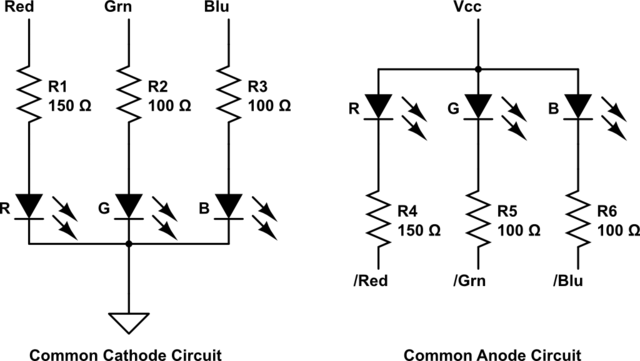 Red Grn Blu
R1
150 Ω
R2
100 Ω
R3
100 Ω
R G B
Common Cathode Circuit
Vcc
R G B
R4
150 Ω
R5
100 Ω
R6
100 Ω
/Red /Grn /Blu
Common Anode Circuit